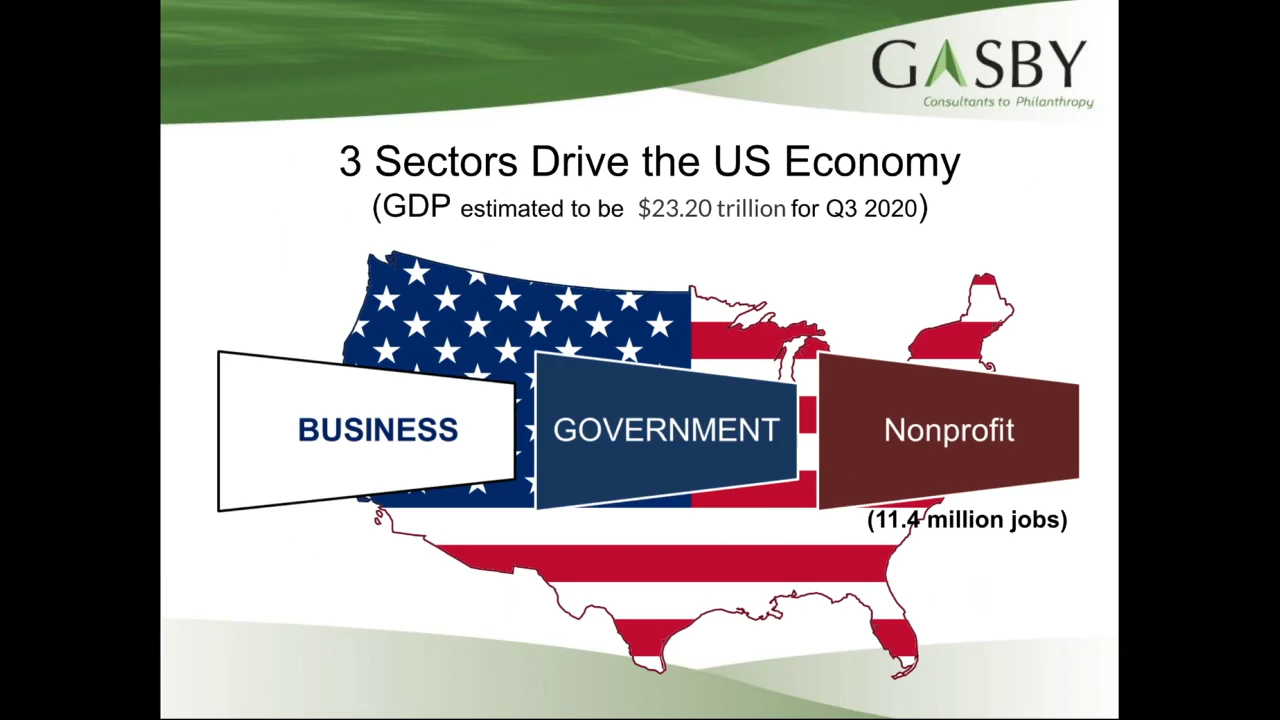 GASBY
Consultants to Philanthropy
3 Sectors Drive the US Economy
(GDP estimated to be $23.20 trillion for Q3 2020)
BUSINESS
GOVERNMENT
Nonprofit
(11.4 million jobs)